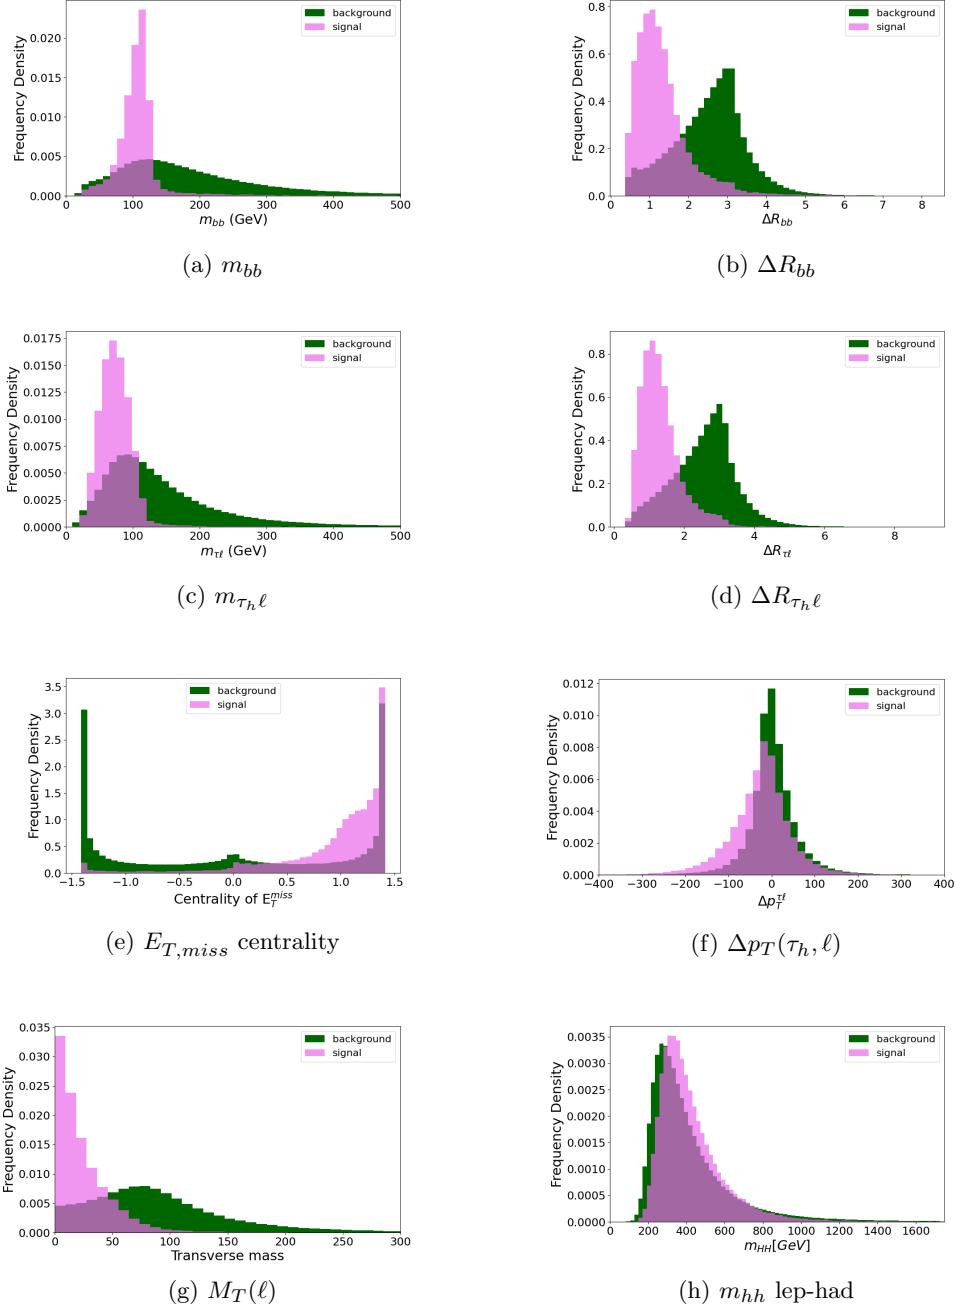 background
signal
Frequency Density
0.020
0.015
0.010
0.005
0.000
0 100 200 300 400 500
m_bb (GeV)
(a) m_bb
background
signal
Frequency Density
0.8
0.6
0.4
0.2
0.0
0 1 2 3 4 5 6 7 8
ΔR_bb
(b) ΔR_bb
background
signal
Frequency Density
0.0175
0.0150
0.0125
0.0100
0.0075
0.0050
0.0025
0.0000
0 100 200 300 400 500
m_τℓ (GeV)
(c) m_τ_hℓ
background
signal
Frequency Density
0.8
0.6
0.4
0.2
0.0
0 2 4 6 8
ΔR_τℓ
(d) ΔR_τ_hℓ
background
signal
Frequency Density
3.5
3.0
2.5
2.0
1.5
1.0
0.5
0.0
−1.5 −1.0 −0.5 0.0 0.5 1.0 1.5
Centrality of E_T^miss
(e) E_T,miss centrality
background
signal
Frequency Density
0.012
0.010
0.008
0.006
0.004
0.002
0.000
−400 −300 −200 −100 0 100 200 300 400
Δp_T^τℓ
(f) Δp_T(τ_h, ℓ)
background
signal
Frequency Density
0.035
0.030
0.025
0.020
0.015
0.010
0.005
0.000
0 50 100 150 200 250 300
Transverse mass
(g) M_T(ℓ)
background
signal
Frequency Density
0.0035
0.0030
0.0025
0.0020
0.0015
0.0010
0.0005
0.0000
0 200 400 600 800 1000 1200 1400 1600
m_HH[GeV]
(h) m_hh lep-had